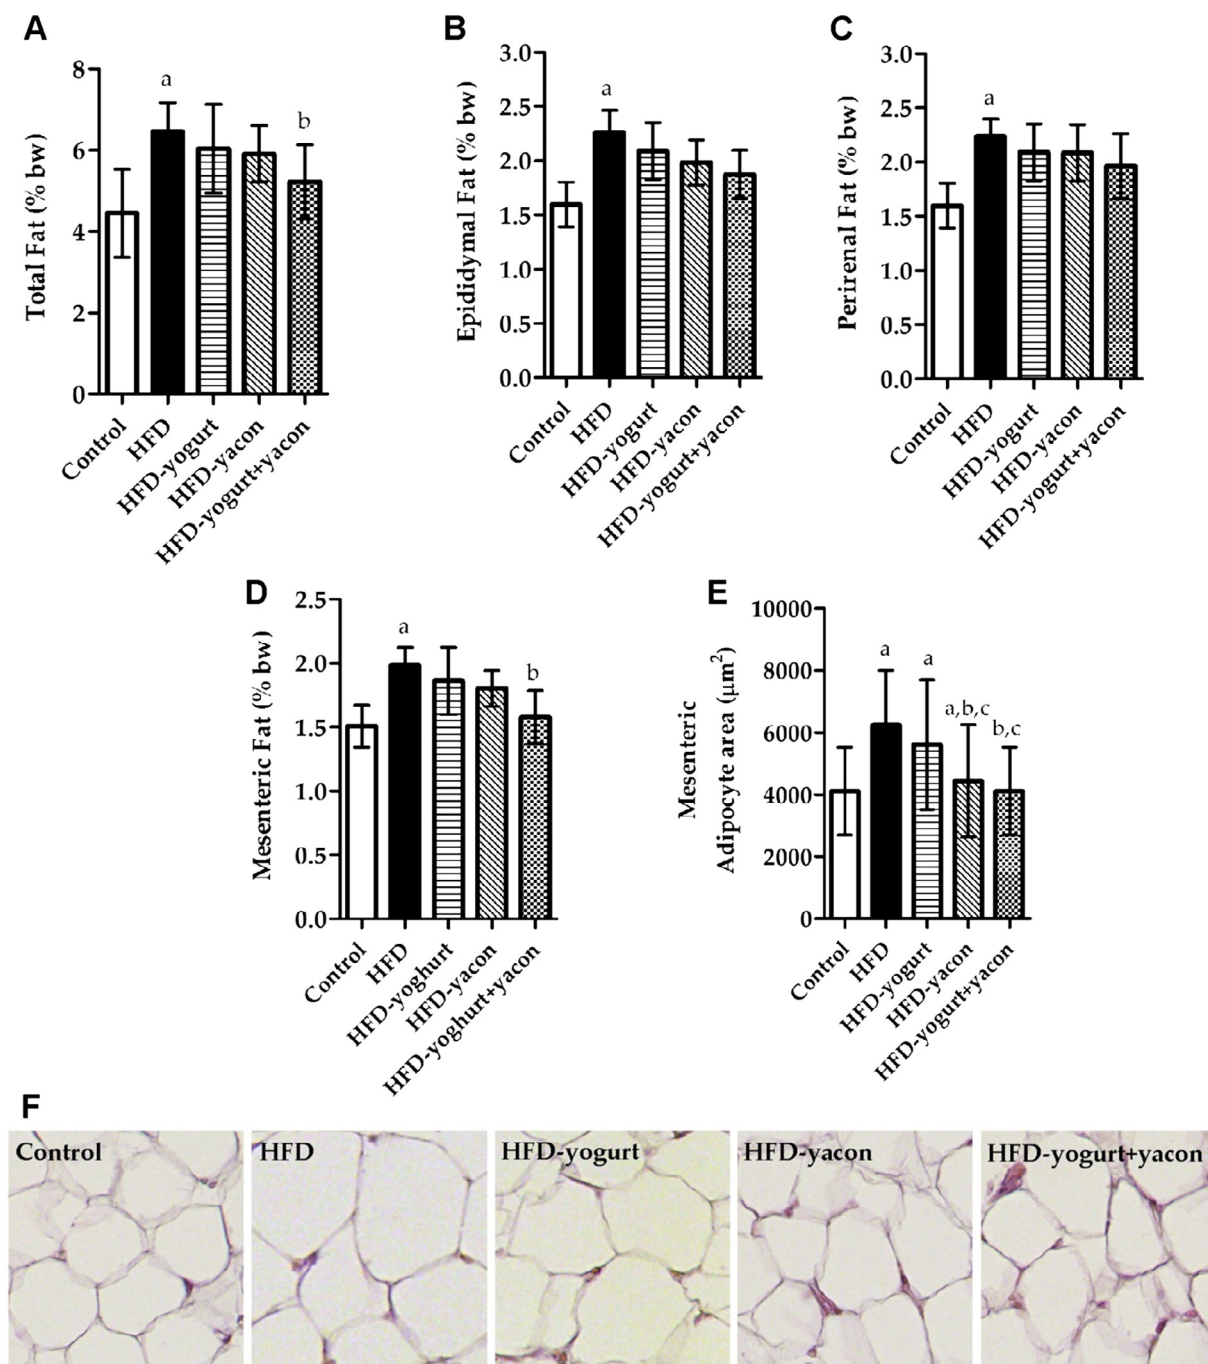 A
Total Fat (% bw)
8
6
4
2
0
a
b
Control
HFD
HFD-yogurt
HFD-yacon
HFD-yogurt+yacon
B
Epididymal Fat (% bw)
3.0
2.5
2.0
1.5
1.0
0.5
0.0
a
Control
HFD
HFD-yogurt
HFD-yacon
HFD-yogurt+yacon
C
Perirenal Fat (% bw)
3.0
2.5
2.0
1.5
1.0
0.5
0.0
a
Control
HFD
HFD-yogurt
HFD-yacon
HFD-yogurt+yacon
D
Mesenteric Fat (% bw)
2.5
2.0
1.5
1.0
0.5
0.0
a
b
Control
HFD
HFD-yoghurt
HFD-yacon
HFD-yoghurt+yacon
E
Mesenteric
Adipocyte area (μm²)
10000
8000
6000
4000
2000
0
a
a
a,b,c
b,c
Control
HFD
HFD-yogurt
HFD-yacon
HFD-yogurt+yacon
F
Control
HFD
HFD-yogurt
HFD-yacon
HFD-yogurt+yacon